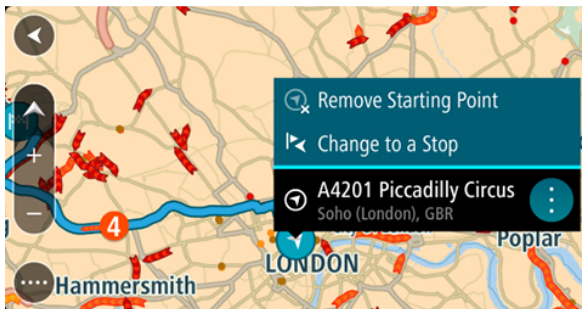 Remove Starting Point
Change to a Stop
A4201 Piccadilly Circus
Soho (London), GBR
4
Poplar
LONDON
Hammersmith